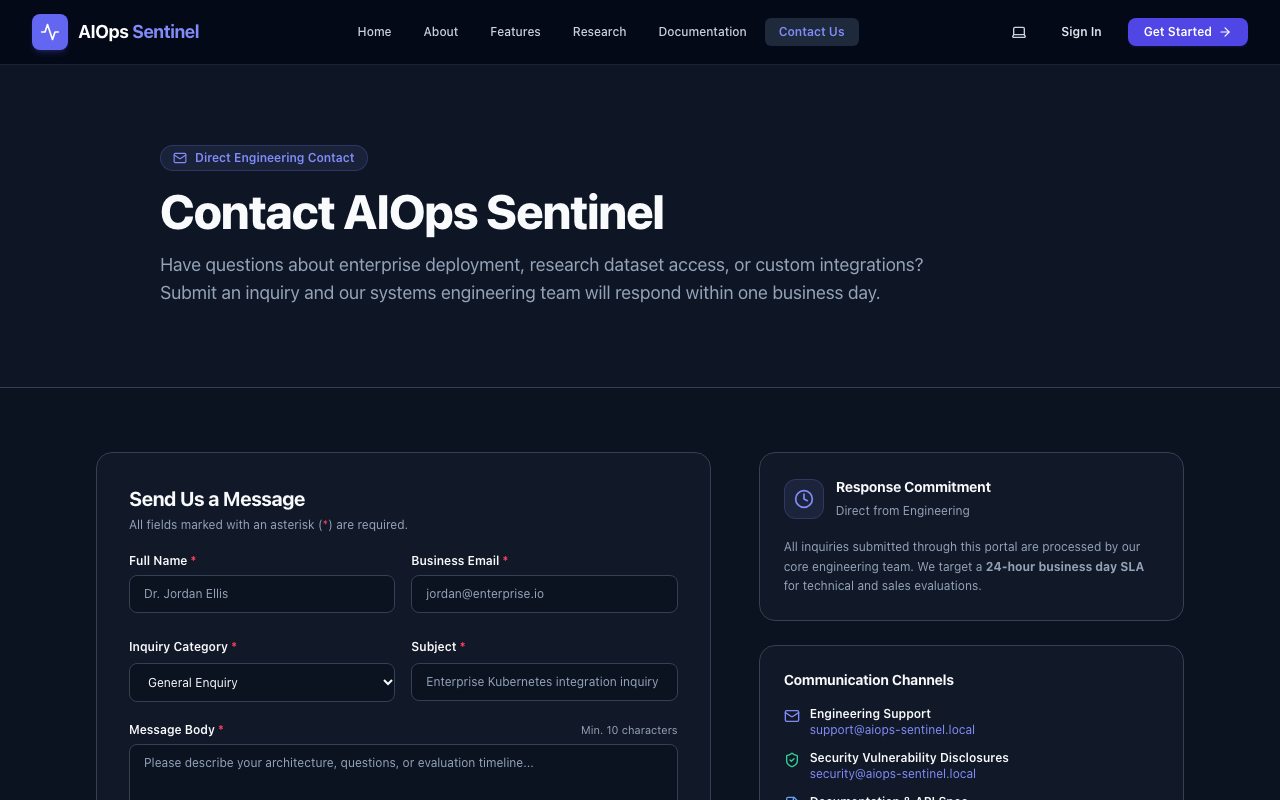 AIOps Sentinel
Home
About
Features
Research
Documentation
Contact Us
Sign In
Get Started
Direct Engineering Contact
Contact AIOps Sentinel
Have questions about enterprise deployment, research dataset access, or custom integrations?
Submit an inquiry and our systems engineering team will respond within one business day.
Send Us a Message
All fields marked with an asterisk (*) are required.
Full Name *
Business Email *
Dr. Jordan Ellis
jordan@enterprise.io
Inquiry Category *
Subject *
General Enquiry
Enterprise Kubernetes integration inquiry
Message Body *
Min. 10 characters
Please describe your architecture, questions, or evaluation timeline...
Response Commitment
Direct from Engineering
All inquiries submitted through this portal are processed by our
core engineering team. We target a 24-hour business day SLA
for technical and sales evaluations.
Communication Channels
Engineering Support
support@aiops-sentinel.local
Security Vulnerability Disclosures
security@aiops-sentinel.local
Documentation & API Spec